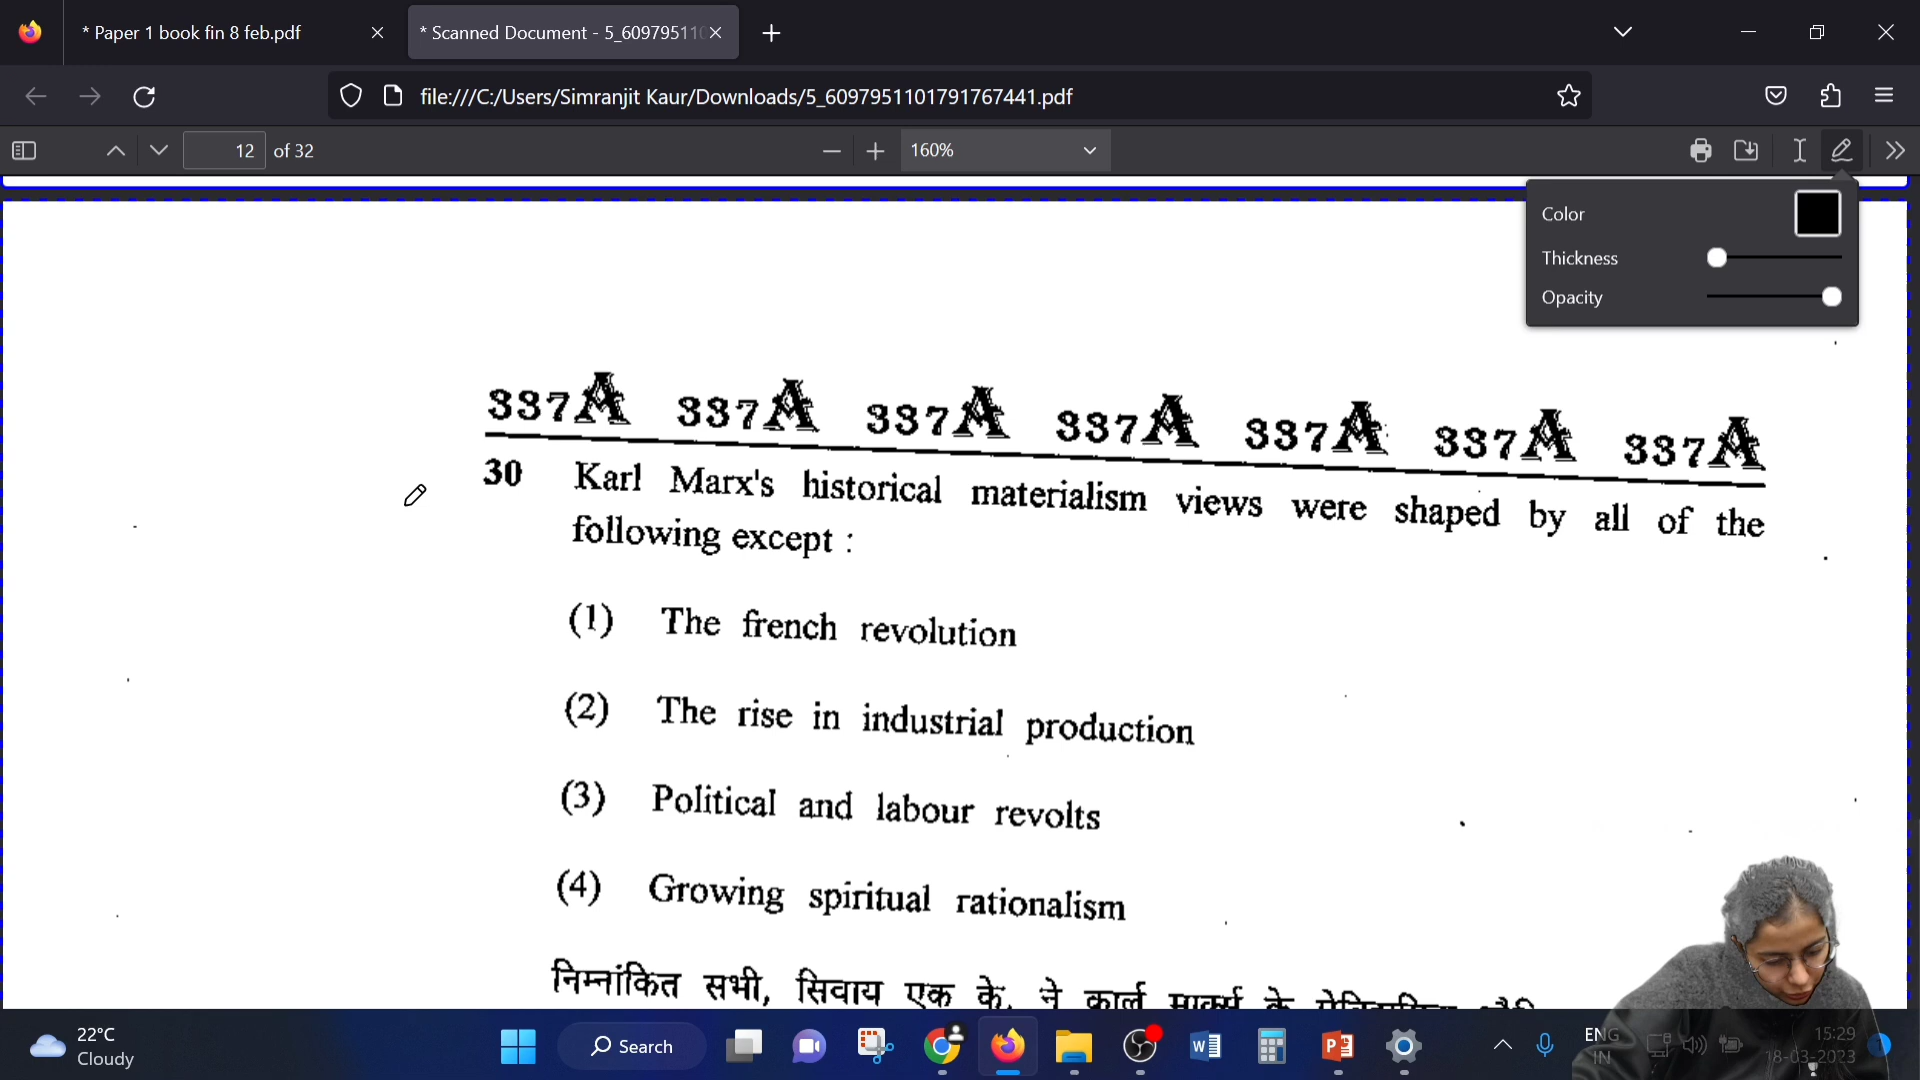 * Paper 1 book fin 8 feb.pdf
* Scanned Document - 5_609795110
file:///C:/Users/Simranjit Kaur/Downloads/5_6097951101791767441.pdf
12 of 32
160%
Color
Thickness
Opacity
337A 337A 337A 337A 337A 337A 337A
30 Karl Marx's historical materialism views were shaped by all of the
following except :
(1) The french revolution
(2) The rise in industrial production
(3) Political and labour revolts
(4) Growing spiritual rationalism
निम्नांकित सभी, सिवाय एक के, ने कार्ल मार्क्स के
22°C
Cloudy
Search
ENG
IN
15:29
18-03-2023